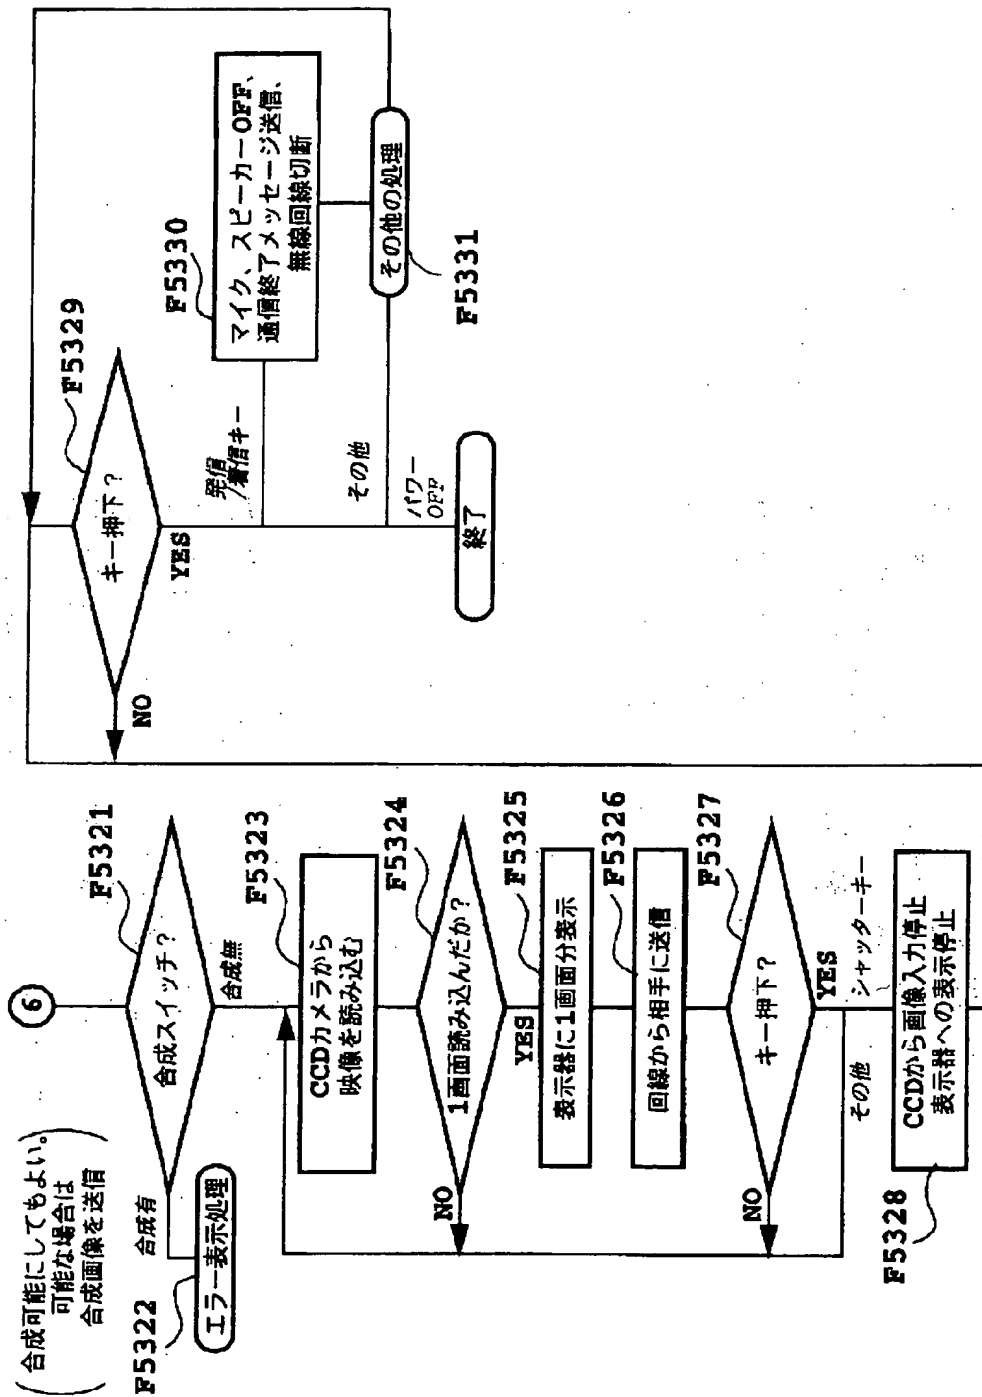 6
合成可能にしてもよい。
可能な場合は
合成画像を送信
合成スイッチ?
F5321
合成有
合成無
F5322
エラー表示処理
CCDカメラから
映像を読み込む
F5323
1画面読み込んだか?
F5324
NO
YES
表示器に1画面分表示
F5325
回線から相手に送信
F5326
キー押下?
F5327
NO
YES
シャッターキー
その他
CCDから画像入力停止
表示器への表示停止
F5328
キー押下?
F5329
NO
YES
発信
/着信キー
マイク、スピーカーOFF、
通信終了メッセージ送信、
無線回線切断
F5330
その他
その他の処理
F5331
パワー
OFF
終了